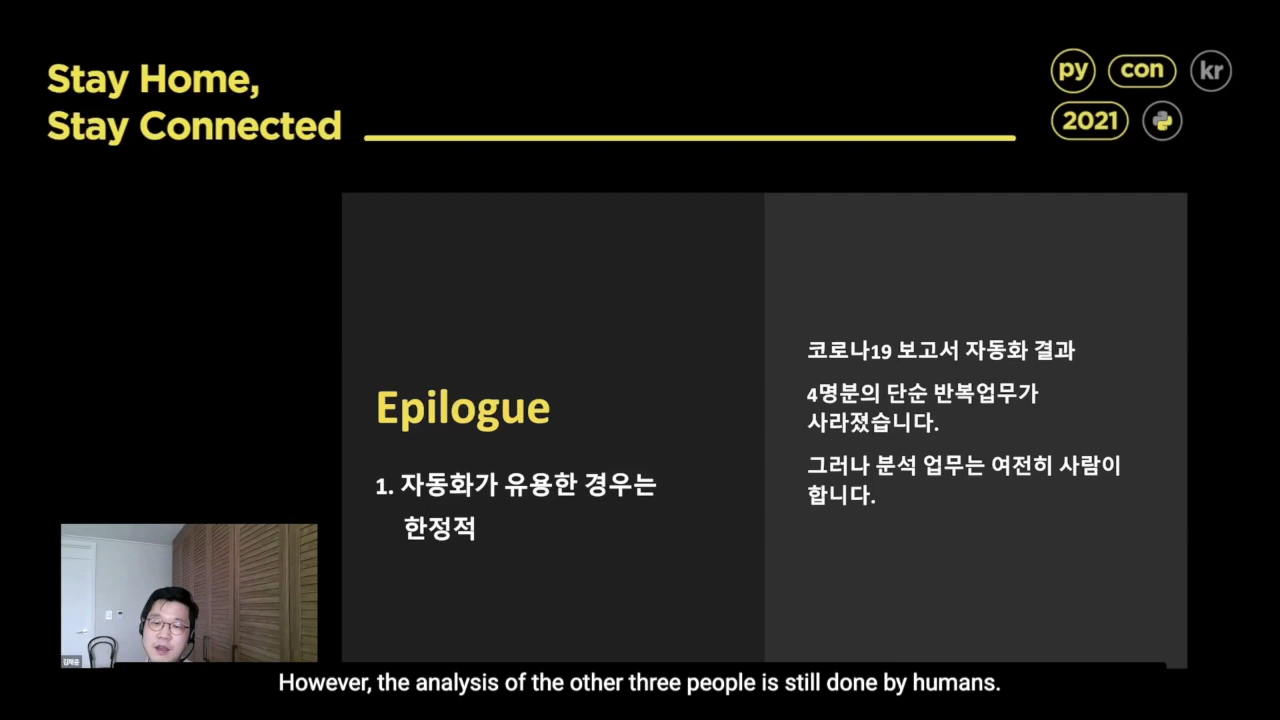 Stay Home,
Stay Connected
py con kr
2021
Epilogue
1. 자동화가 유용한 경우는
한정적
코로나19 보고서 자동화 결과
4명분의 단순 반복업무가
사라졌습니다.
그러나 분석 업무는 여전히 사람이
합니다.
However, the analysis of the other three people is still done by humans.